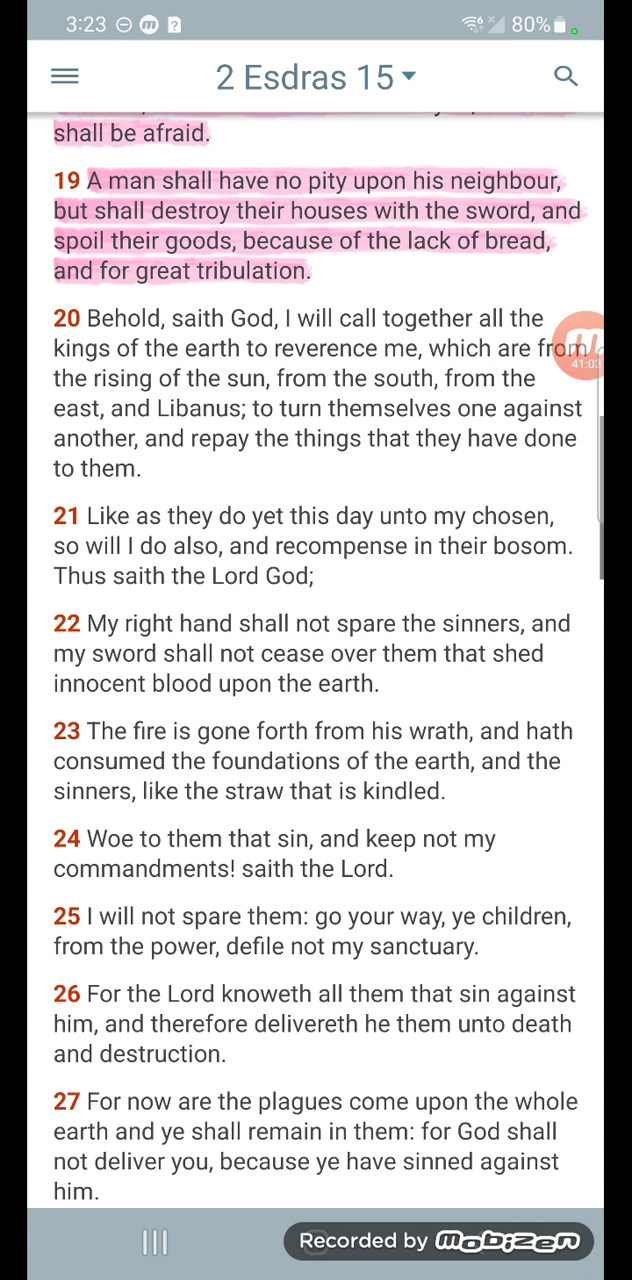 3:23
80%
2 Esdras 15
shall be afraid.
19 A man shall have no pity upon his neighbour,
but shall destroy their houses with the sword, and
spoil their goods, because of the lack of bread,
and for great tribulation.
20 Behold, saith God, I will call together all the
kings of the earth to reverence me, which are from
41:03
the rising of the sun, from the south, from the
east, and Libanus; to turn themselves one against
another, and repay the things that they have done
to them.
21 Like as they do yet this day unto my chosen,
so will I do also, and recompense in their bosom.
Thus saith the Lord God;
22 My right hand shall not spare the sinners, and
my sword shall not cease over them that shed
innocent blood upon the earth.
23 The fire is gone forth from his wrath, and hath
consumed the foundations of the earth, and the
sinners, like the straw that is kindled.
24 Woe to them that sin, and keep not my
commandments! saith the Lord.
25 I will not spare them: go your way, ye children,
from the power, defile not my sanctuary.
26 For the Lord knoweth all them that sin against
him, and therefore delivereth he them unto death
and destruction.
27 For now are the plagues come upon the whole
earth and ye shall remain in them: for God shall
not deliver you, because ye have sinned against
him.
Recorded by mobizen